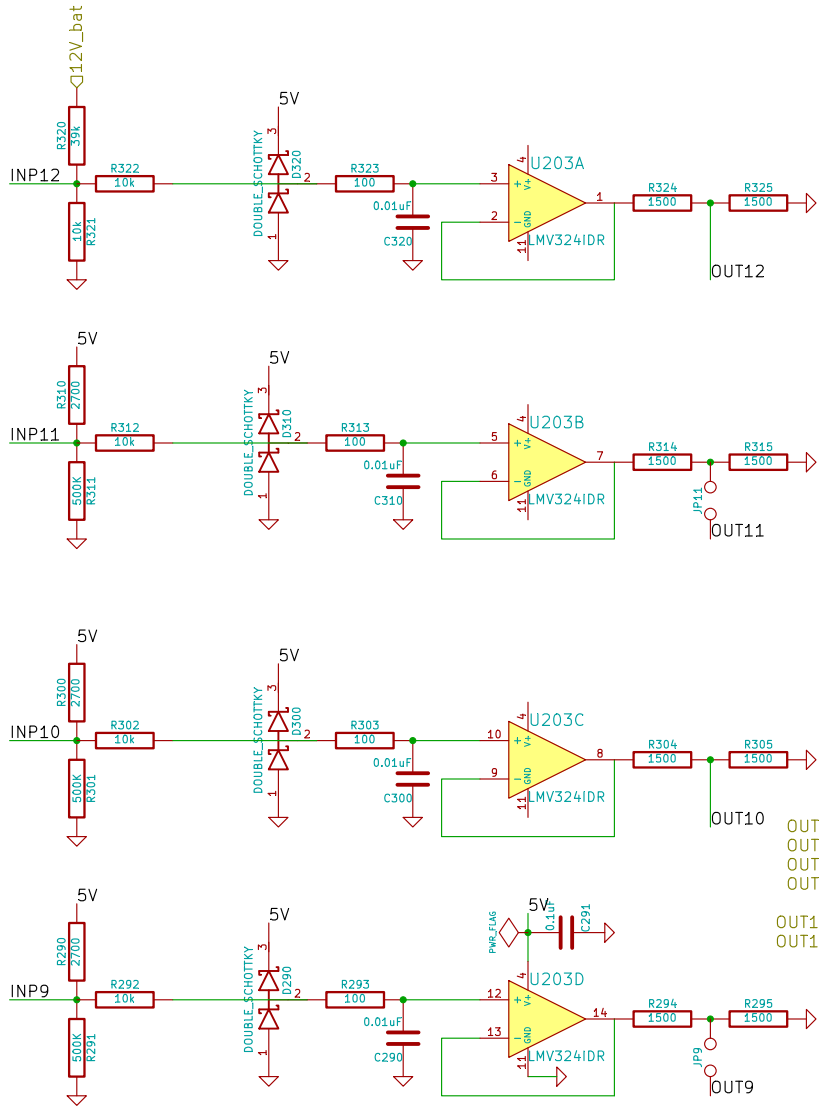 12V_bat
R320
39k
INP12
10k
R321
R322
10k
5V
DOUBLE_SCHOTTKY
D320
3
2
1
R323
100
0.01uF
C320
3
2
1
4
11
V+
GND
U203A
LMV324IDR
R324
1500
R325
1500
OUT12
5V
R310
2700
INP11
500K
R311
R312
10k
5V
DOUBLE_SCHOTTKY
D310
3
2
1
R313
100
0.01uF
C310
5
6
7
4
11
V+
GND
U203B
LMV324IDR
R314
1500
R315
1500
JP11
OUT11
5V
R300
2700
INP10
500K
R301
R302
10k
5V
DOUBLE_SCHOTTKY
D300
3
2
1
R303
100
0.01uF
C300
10
9
8
4
11
V+
GND
U203C
LMV324IDR
R304
1500
R305
1500
OUT10
OUT
OUT
OUT
OUT
OUT1
OUT1
5V
R290
2700
INP9
500K
R291
R292
10k
5V
DOUBLE_SCHOTTKY
D290
3
2
1
R293
100
0.01uF
C290
5V
PWR_FLAG
0.1uF
C291
12
13
14
4
11
V+
GND
U203D
LMV324IDR
R294
1500
R295
1500
JP9
OUT9